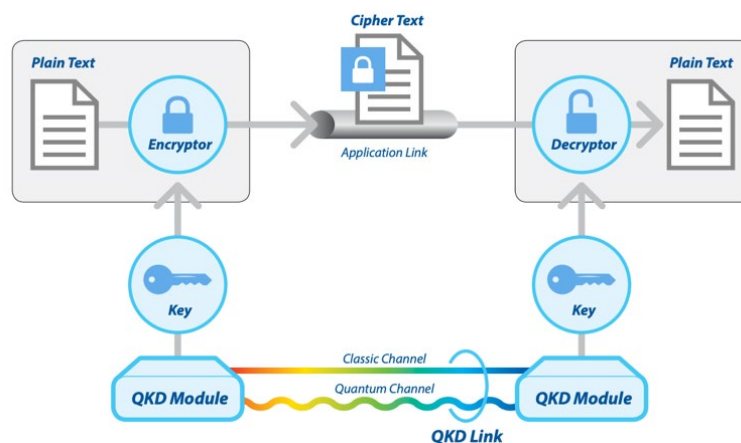 Cipher Text
Plain Text
Plain Text
Encryptor
Decryptor
Application Link
Key
Key
Classic Channel
QKD Module
Quantum Channel
QKD Module
QKD Link